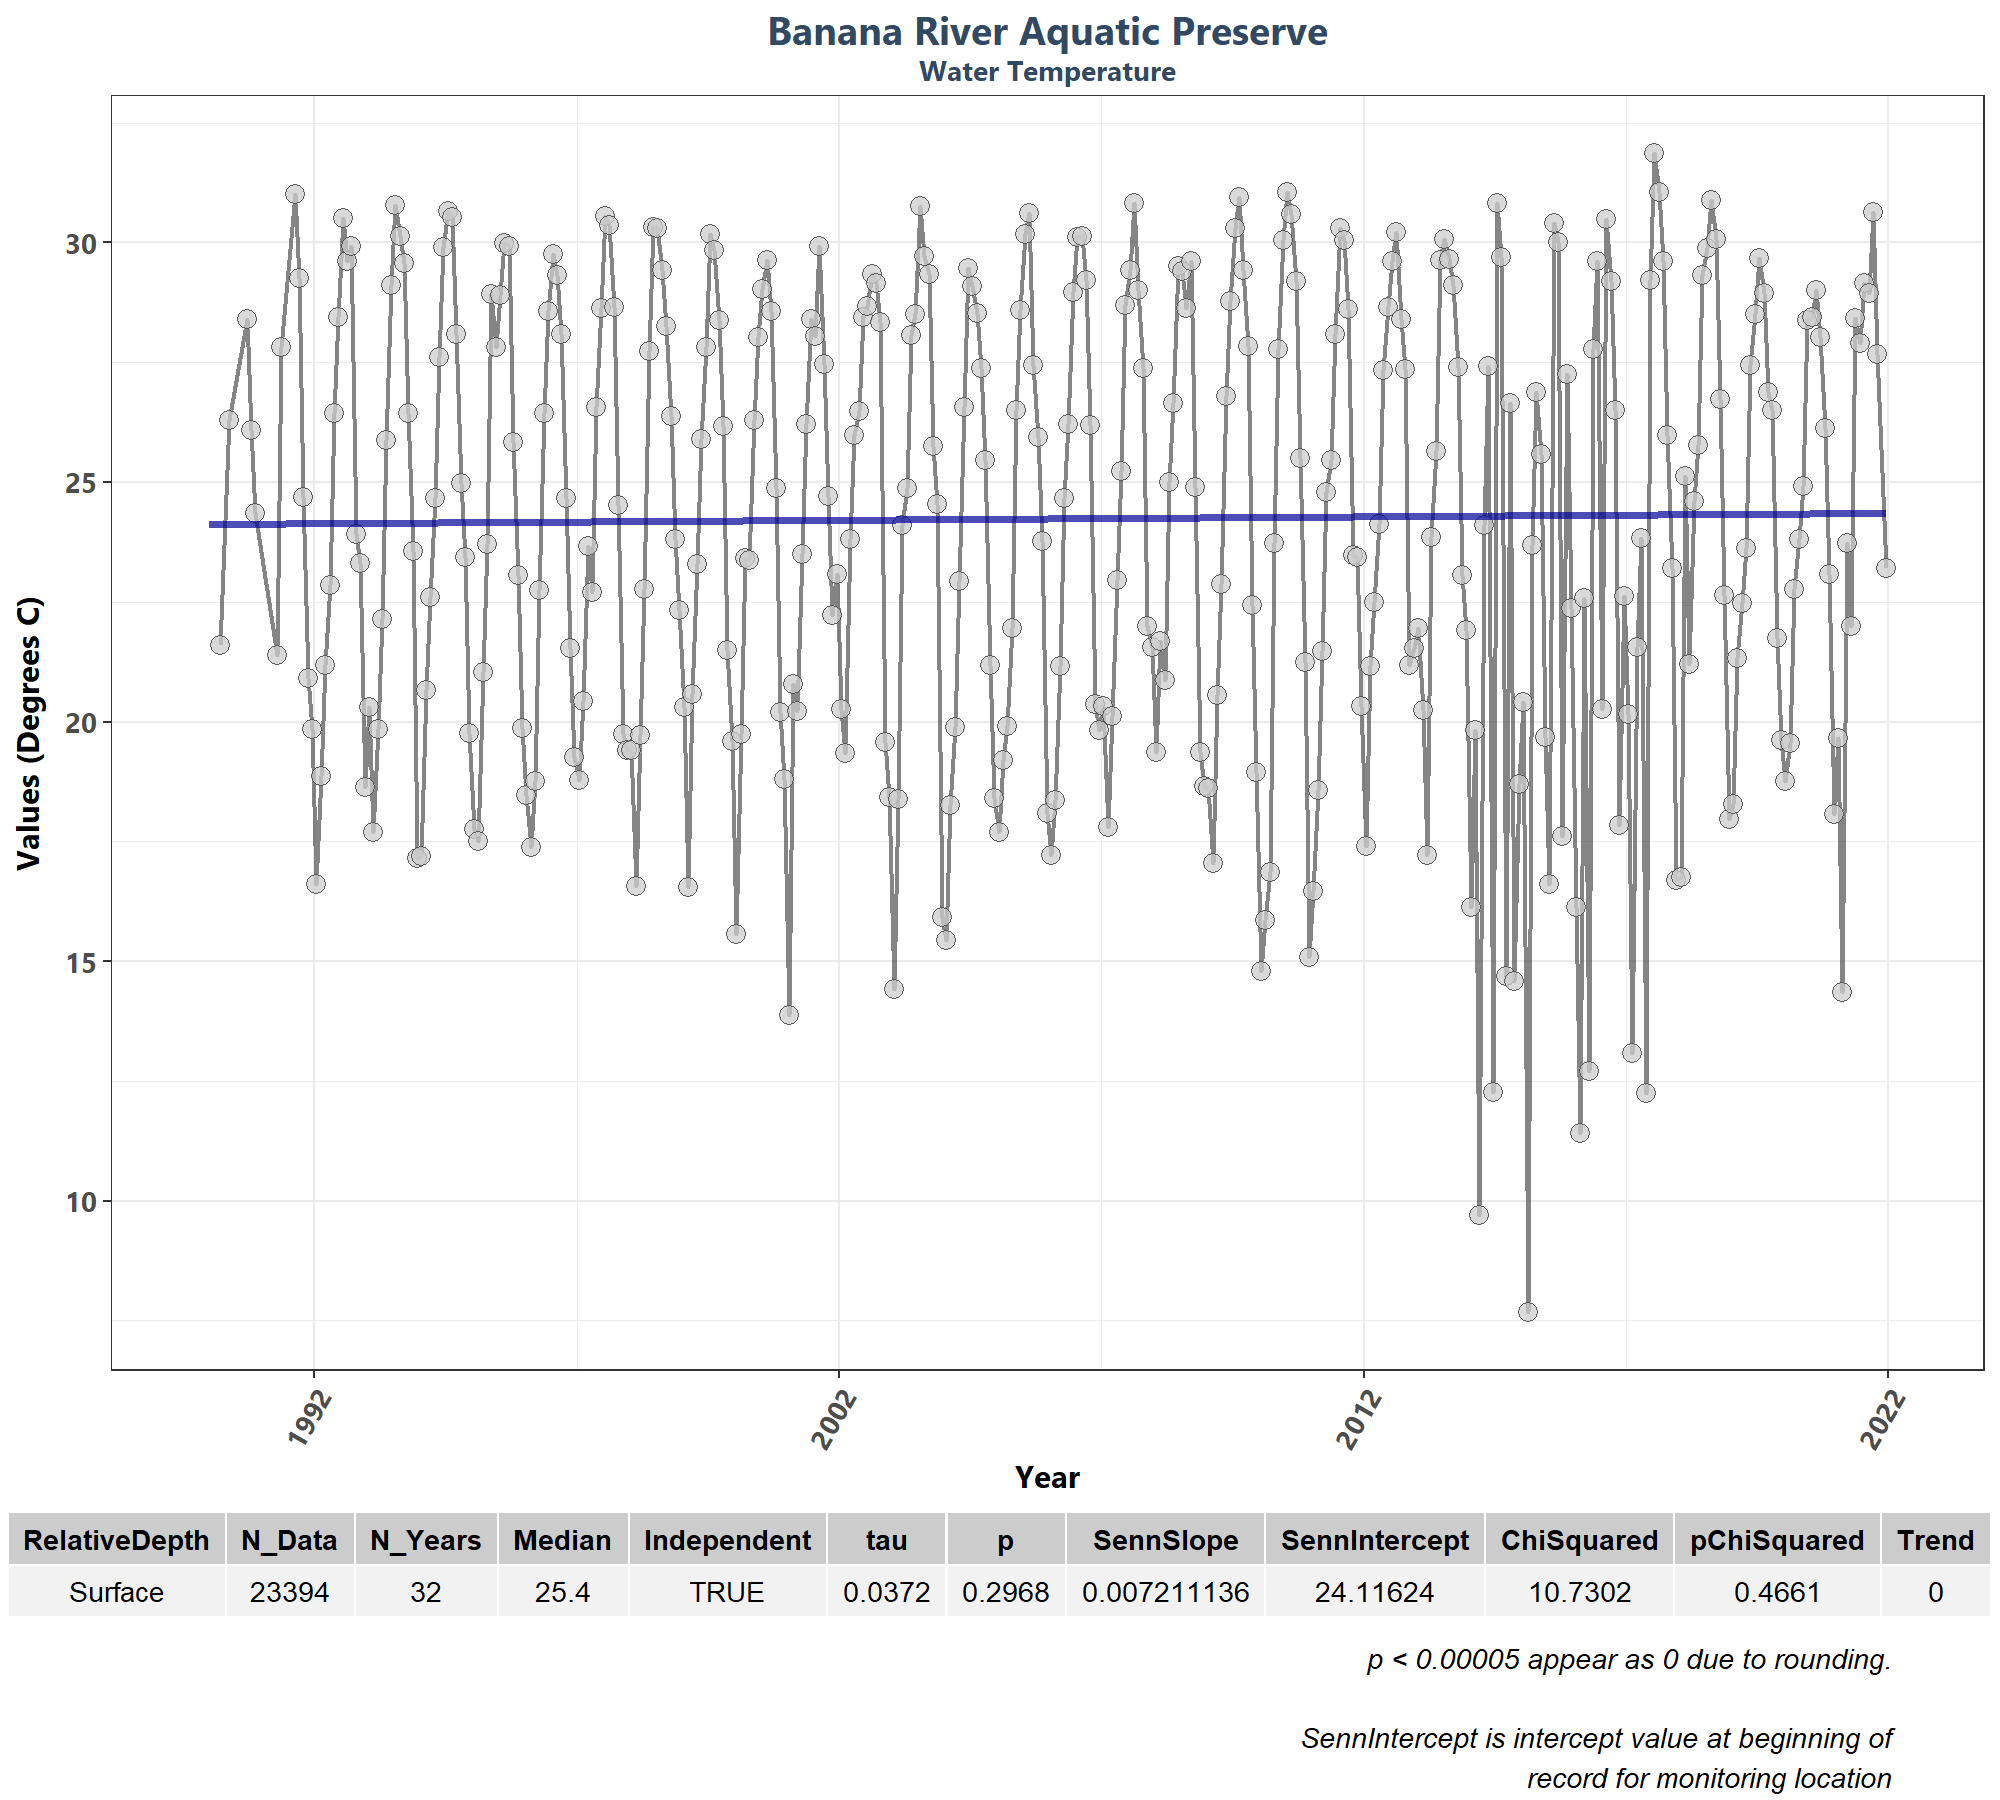 Banana River Aquatic Preserve
Water Temperature
Values (Degrees C)
30
25
20
15
10
1992
2002
2012
2022
Year
RelativeDepth N_Data N_Years Median Independent tau p SennSlope SennIntercept ChiSquared pChiSquared Trend
Surface 23394 32 25.4 TRUE 0.0372 0.2968 0.007211136 24.11624 10.7302 0.4661 0
p < 0.00005 appear as 0 due to rounding.
SennIntercept is intercept value at beginning of
record for monitoring location